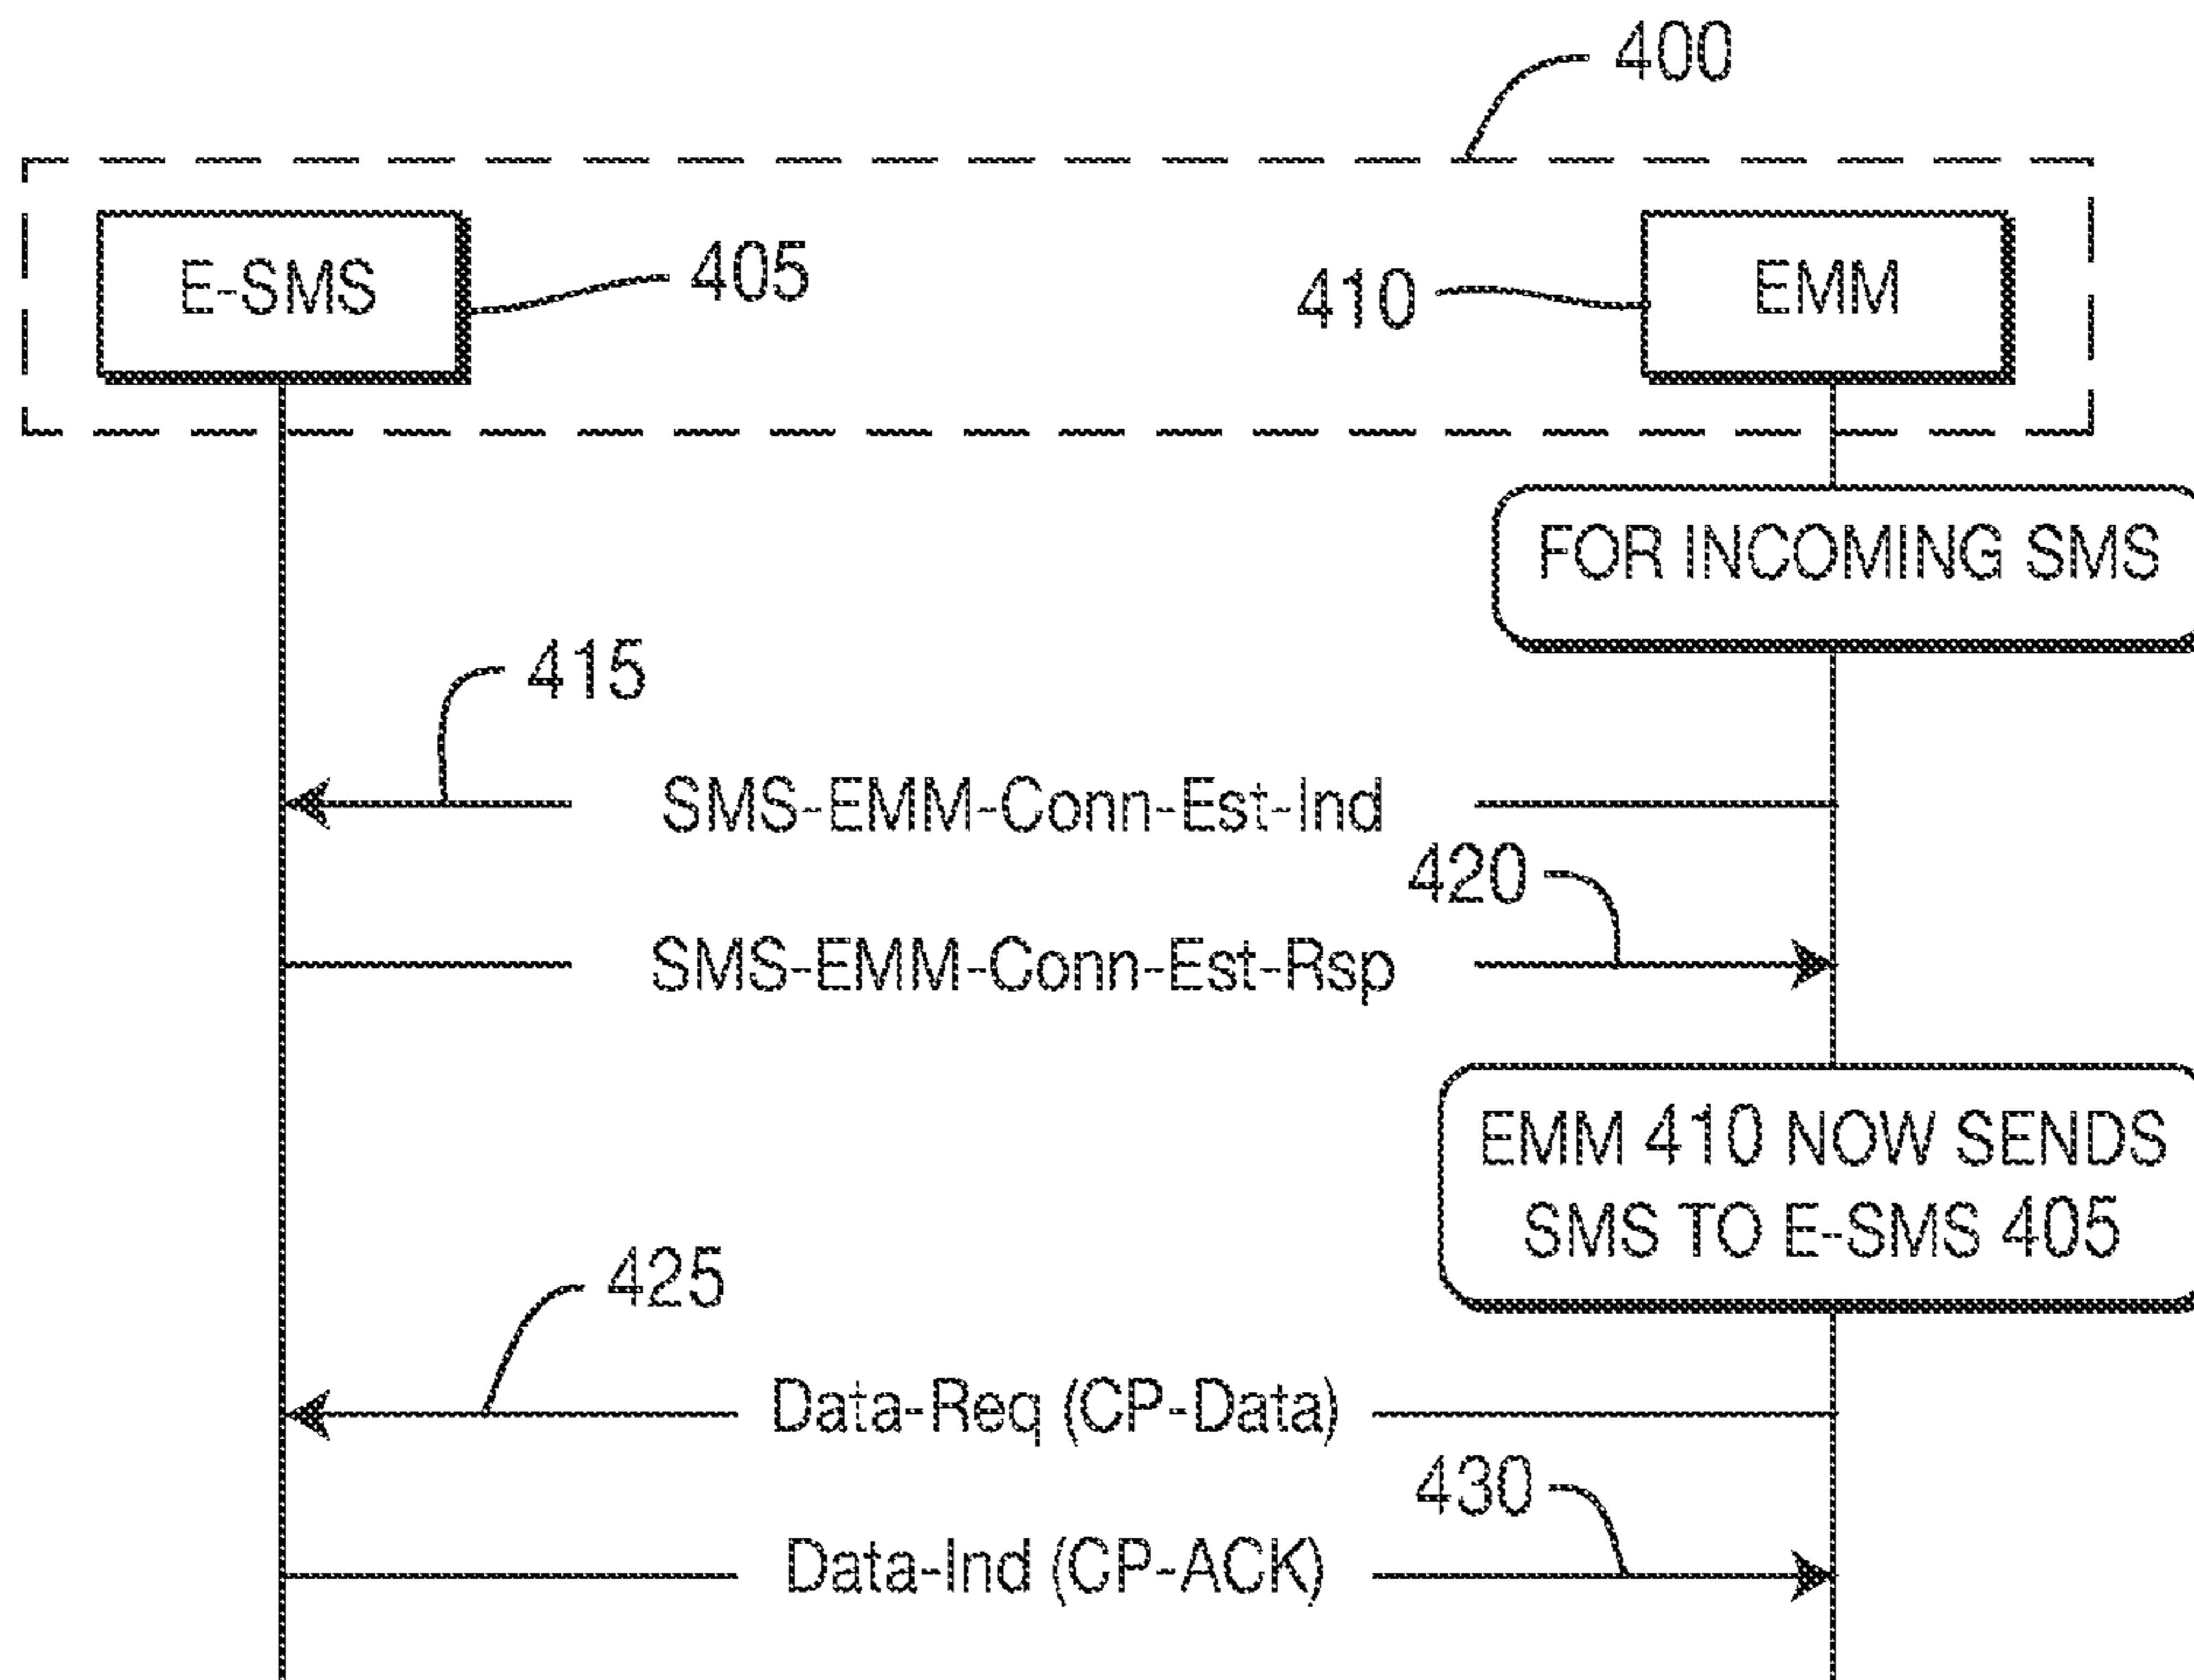 400
E-SMS
405
410
EMM
FOR INCOMING SMS
415
SMS-EMM-Conn-Est-Ind
420
SMS-EMM-Conn-Est-Rsp
EMM 410 NOW SENDS
SMS TO E-SMS 405
425
Data-Req (CP-Data)
430
Data-Ind (CP-ACK)